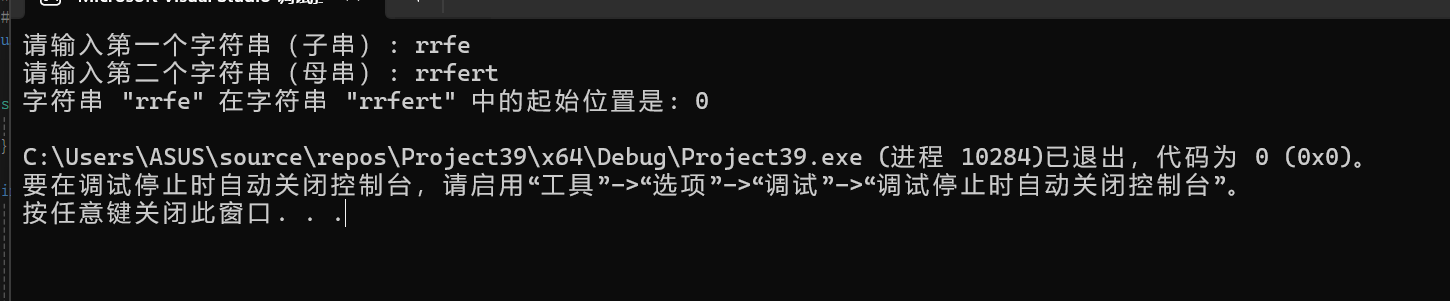 请输入第一个字符串（子串）: rrfe
请输入第二个字符串（母串）: rrfert
字符串 "rrfe" 在字符串 "rrfert" 中的起始位置是: 0
C:\Users\ASUS\source\repos\Project39\x64\Debug\Project39.exe (进程 10284)已退出，代码为 0 (0x0)。
要在调试停止时自动关闭控制台，请启用“工具”->“选项”->“调试”->“调试停止时自动关闭控制台”。
按任意键关闭此窗口. . .